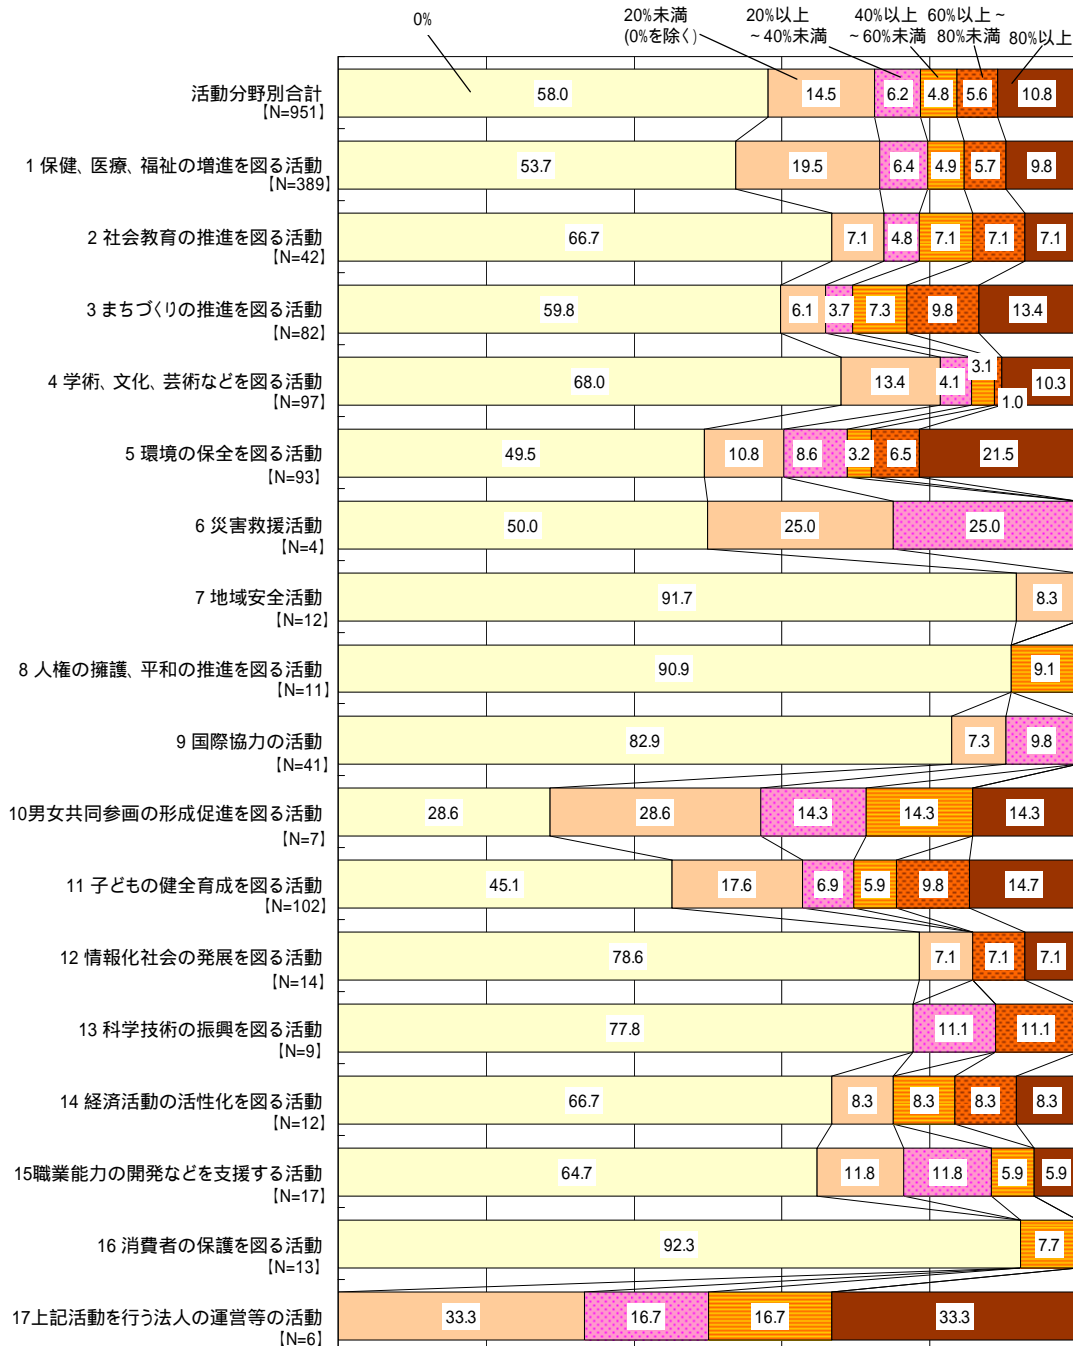 0%
20%未満
(0%を除く)
20%以上
～40%未満
40%以上
～60%未満
60%以上～
80%未満
80%以上
活動分野別合計
【N=951】
58.0 14.5 6.2 4.8 5.6 10.8
1 保健、医療、福祉の増進を図る活動
【N=389】
53.7 19.5 6.4 4.9 5.7 9.8
2 社会教育の推進を図る活動
【N=42】
66.7 7.1 4.8 7.1 7.1 7.1
3 まちづくりの推進を図る活動
【N=82】
59.8 6.1 3.7 7.3 9.8 13.4
4 学術、文化、芸術などを図る活動
【N=97】
68.0 13.4 4.1 3.1 1.0 10.3
5 環境の保全を図る活動
【N=93】
49.5 10.8 8.6 3.2 6.5 21.5
6 災害救援活動
【N=4】
50.0 25.0 25.0
7 地域安全活動
【N=12】
91.7 8.3
8 人権の擁護、平和の推進を図る活動
【N=11】
90.9 9.1
9 国際協力の活動
【N=41】
82.9 7.3 9.8
10男女共同参画の形成促進を図る活動
【N=7】
28.6 28.6 14.3 14.3 14.3
11 子どもの健全育成を図る活動
【N=102】
45.1 17.6 6.9 5.9 9.8 14.7
12 情報化社会の発展を図る活動
【N=14】
78.6 7.1 7.1 7.1
13 科学技術の振興を図る活動
【N=9】
77.8 11.1 11.1
14 経済活動の活性化を図る活動
【N=12】
66.7 8.3 8.3 8.3 8.3
15職業能力の開発などを支援する活動
【N=17】
64.7 11.8 11.8 5.9 5.9
16 消費者の保護を図る活動
【N=13】
92.3 7.7
17上記活動を行う法人の運営等の活動
【N=6】
33.3 16.7 16.7 33.3